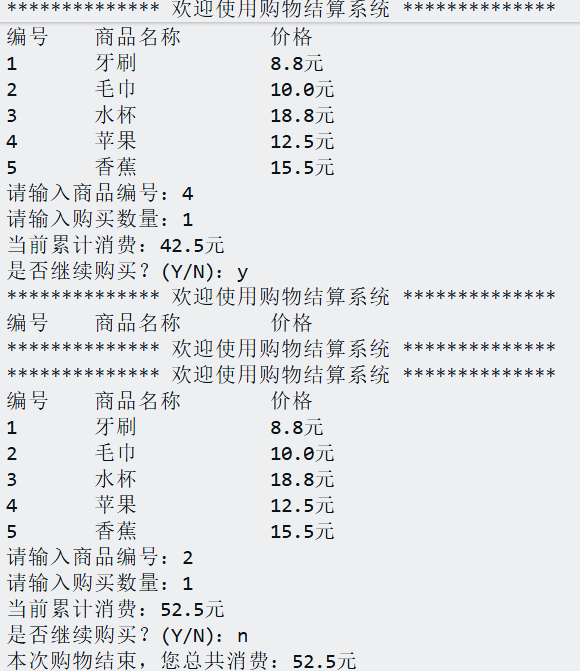 ************** 欢迎使用购物结算系统 **************
编号 商品名称 价格
1 牙刷 8.8元
2 毛巾 10.0元
3 水杯 18.8元
4 苹果 12.5元
5 香蕉 15.5元
请输入商品编号：4
请输入购买数量：1
当前累计消费：42.5元
是否继续购买？(Y/N)：y
************** 欢迎使用购物结算系统 **************
编号 商品名称 价格
************** 欢迎使用购物结算系统 **************
************** 欢迎使用购物结算系统 **************
编号 商品名称 价格
1 牙刷 8.8元
2 毛巾 10.0元
3 水杯 18.8元
4 苹果 12.5元
5 香蕉 15.5元
请输入商品编号：2
请输入购买数量：1
当前累计消费：52.5元
是否继续购买？(Y/N)：n
本次购物结束，您总共消费：52.5元